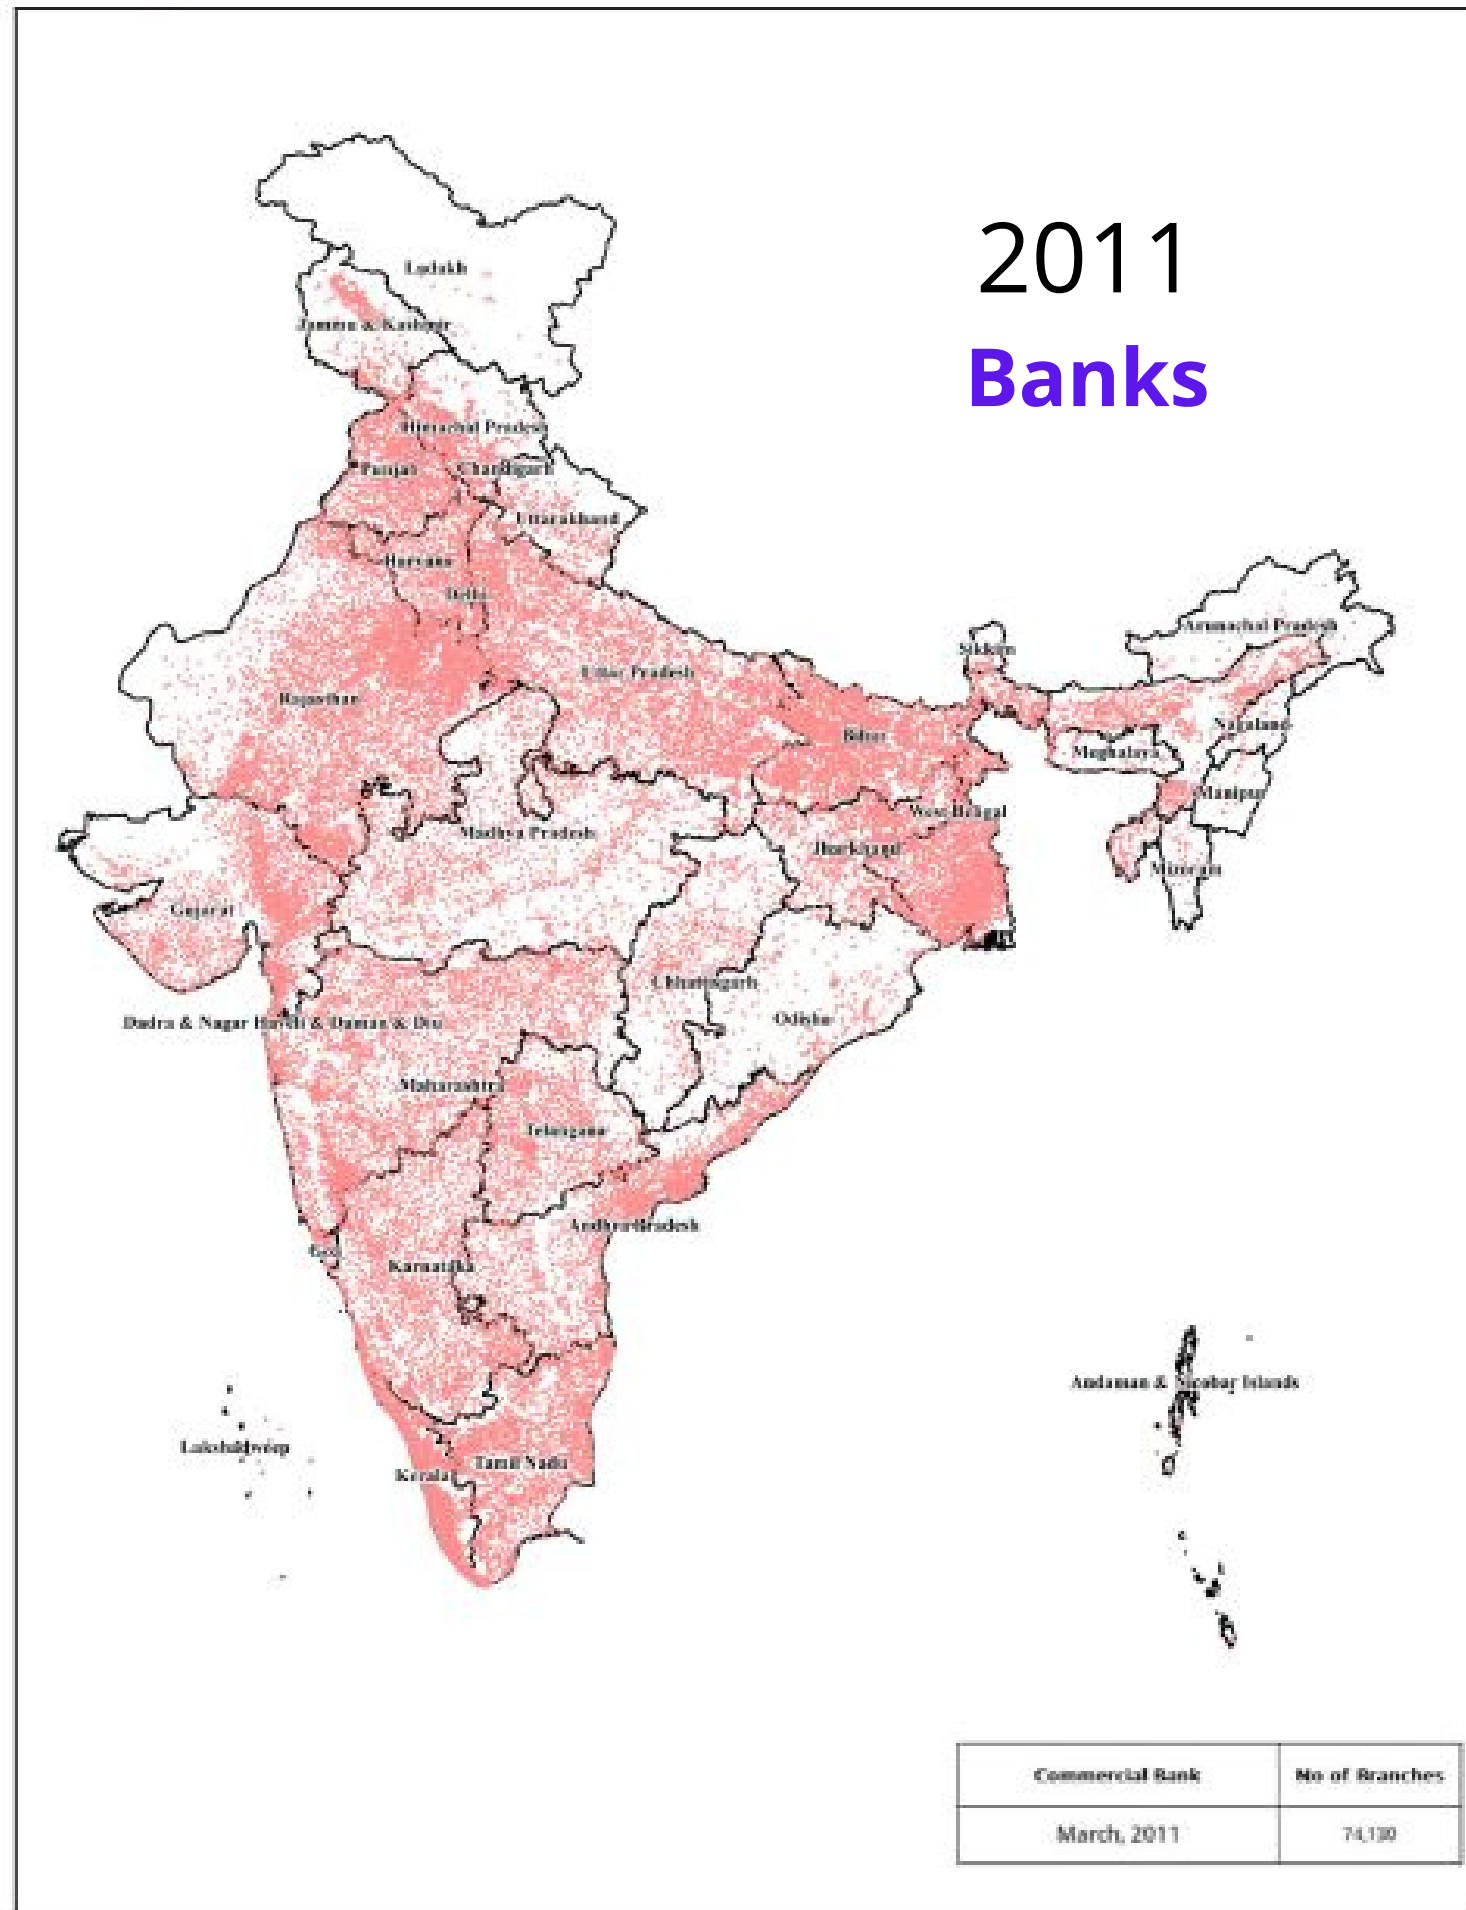 2011
Banks
Ladakh
Jammu & Kashmir
Himachal Pradesh
Punjab
Chandigarh
Uttarakhand
Haryana
Delhi
Arunachal Pradesh
Sikkim
Uttar Pradesh
Rajasthan
Nagaland
Bihar
Meghalaya
Manipur
West Bengal
Madhya Pradesh
Jharkhand
Mizoram
Gujarat
Chhattisgarh
Odisha
Dadra & Nagar Haveli & Daman & Diu
Maharashtra
Telangana
Andhra Pradesh
Goa
Karnataka
Andaman & Nicobar Islands
Lakshadweep
Tamil Nadu
Kerala
Commercial Bank No of Branches
March, 2011 74,130